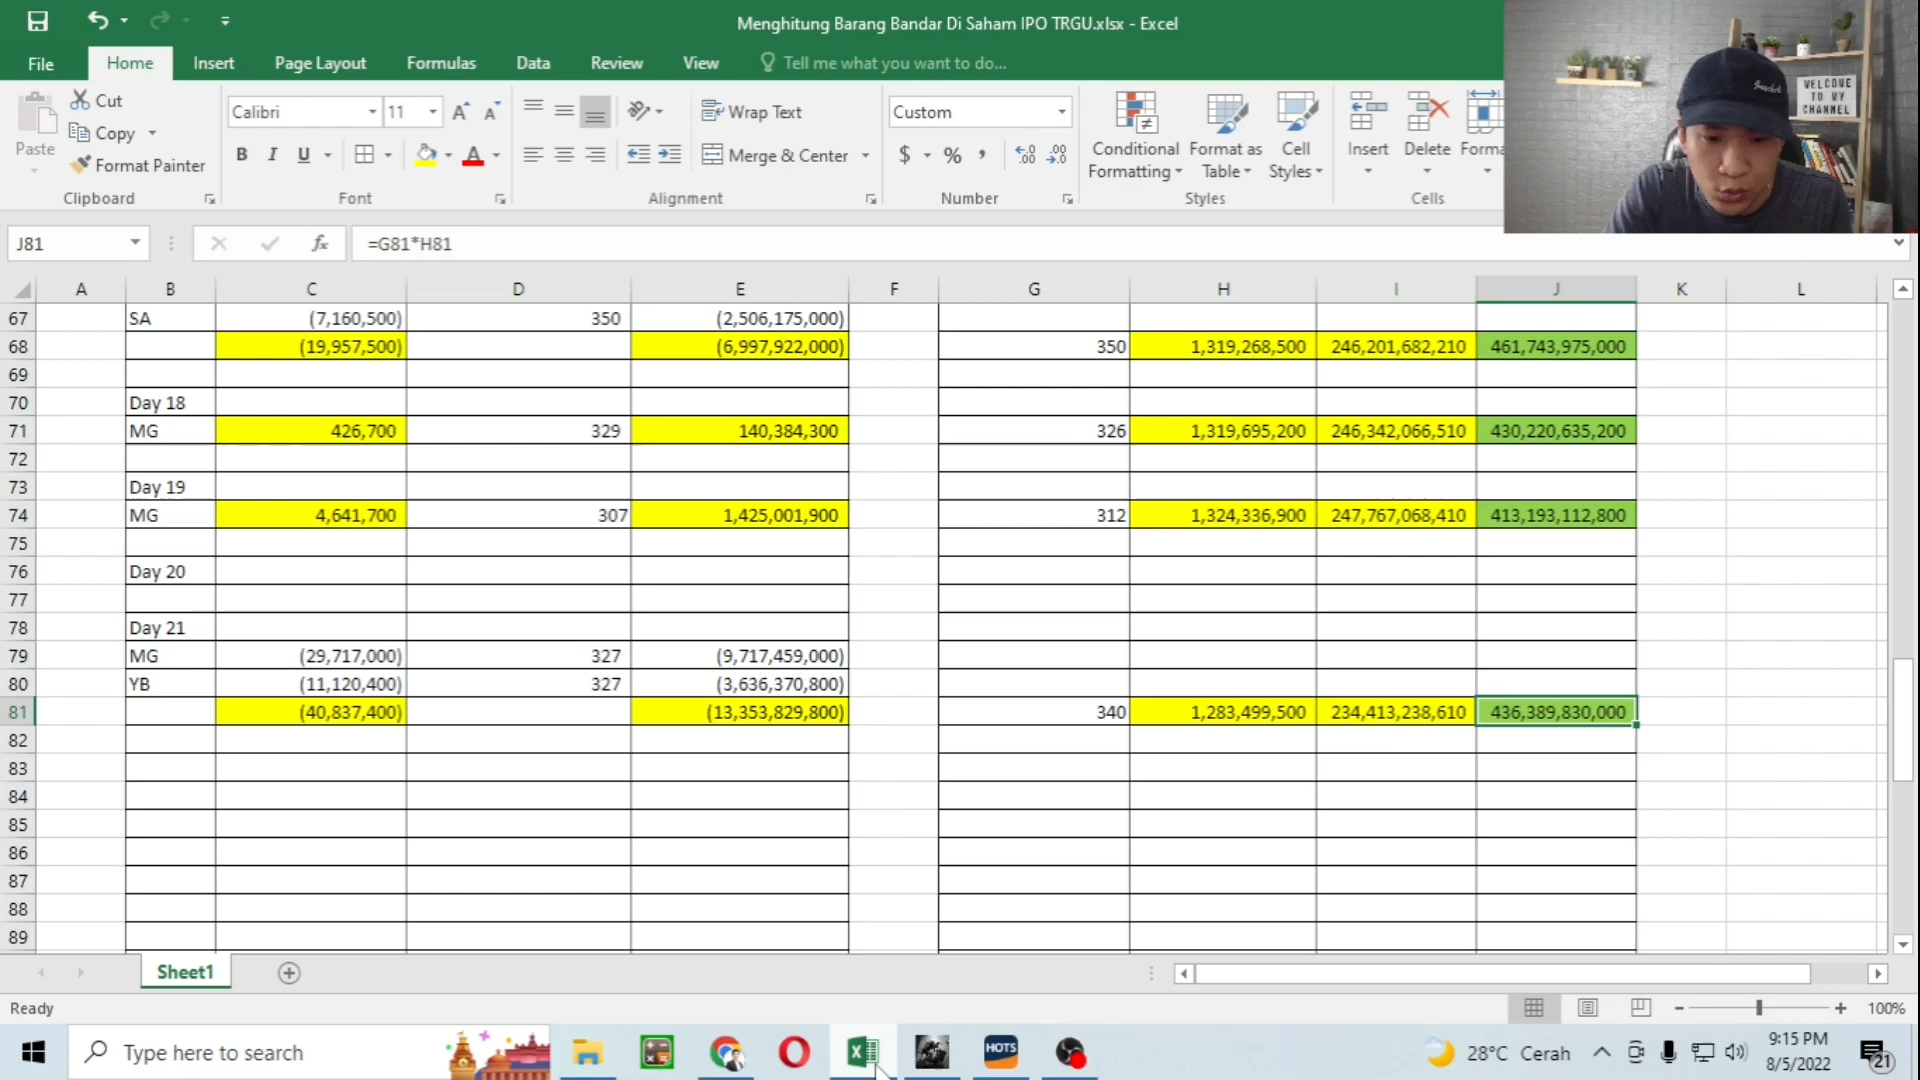 Menghitung Barang Bandar Di Saham IPO TRGU.xlsx - Excel
File Home Insert Page Layout Formulas Data Review View Tell me what you want to do...
WELCOME
TO MY
CHANNEL
Paste
Cut
Copy
Format Painter
Clipboard
Calibri 11
B I U
Font
Wrap Text
Merge & Center
Alignment
Custom
$ % ,
Number
Conditional Formatting
Format as Table
Cell Styles
Styles
Insert Delete Forma
Cells
J81 fx =G81*H81
A B C D E F G H I J K L
67 SA (7,160,500) 350 (2,506,175,000)
68 (19,957,500) (6,997,922,000) 350 1,319,268,500 246,201,682,210 461,743,975,000
69
70 Day 18
71 MG 426,700 329 140,384,300 326 1,319,695,200 246,342,066,510 430,220,635,200
72
73 Day 19
74 MG 4,641,700 307 1,425,001,900 312 1,324,336,900 247,767,068,410 413,193,112,800
75
76 Day 20
77
78 Day 21
79 MG (29,717,000) 327 (9,717,459,000)
80 YB (11,120,400) 327 (3,636,370,800)
81 (40,837,400) (13,353,829,800) 340 1,283,499,500 234,413,238,610 436,389,830,000
82
83
84
85
86
87
88
89
Sheet1
Ready 100%
Type here to search
HOTS
28°C Cerah
9:15 PM
8/5/2022
21